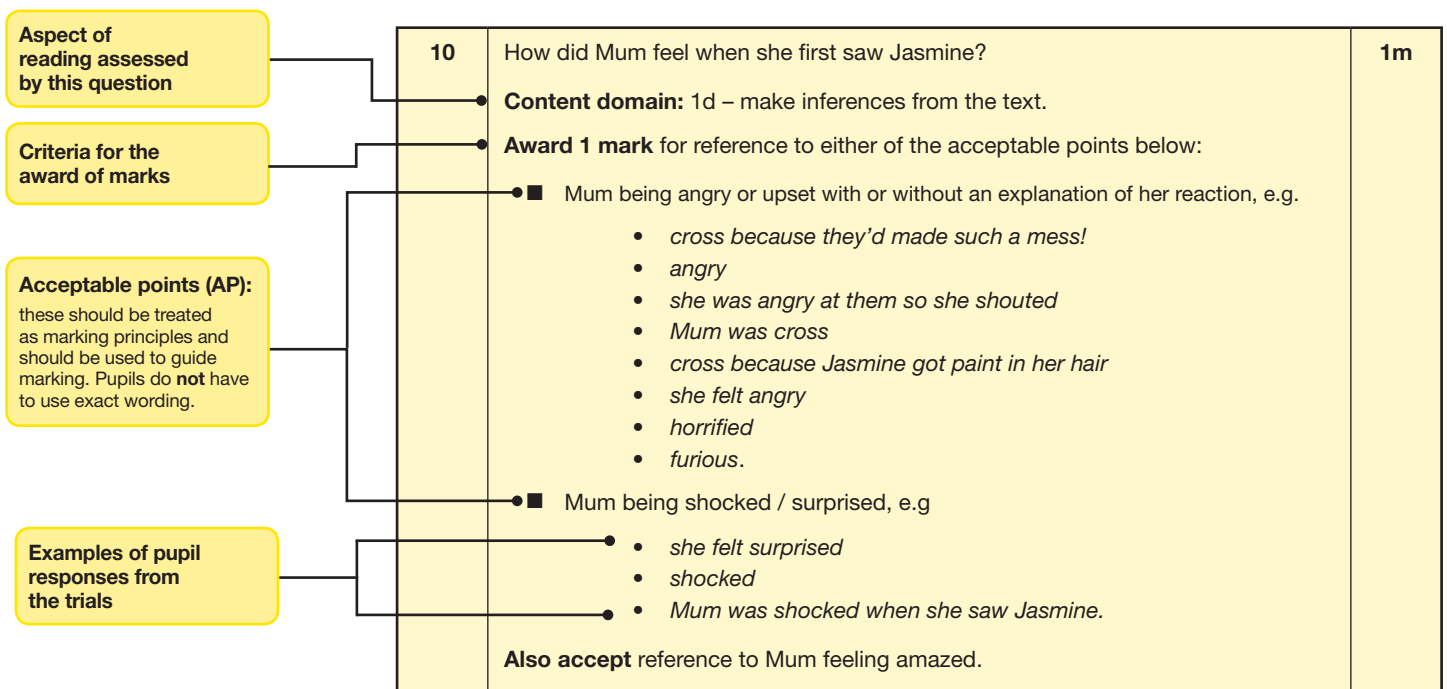 Aspect of
reading assessed
by this question
Criteria for the
award of marks
Acceptable points (AP):
these should be treated
as marking principles and
should be used to guide
marking. Pupils do not have
to use exact wording.
Examples of pupil
responses from
the trials
10 How did Mum feel when she first saw Jasmine? 1m
Content domain: 1d – make inferences from the text.
Award 1 mark for reference to either of the acceptable points below:
■ Mum being angry or upset with or without an explanation of her reaction, e.g.
• cross because they’d made such a mess!
• angry
• she was angry at them so she shouted
• Mum was cross
• cross because Jasmine got paint in her hair
• she felt angry
• horrified
• furious.
■ Mum being shocked / surprised, e.g
• she felt surprised
• shocked
• Mum was shocked when she saw Jasmine.
Also accept reference to Mum feeling amazed.